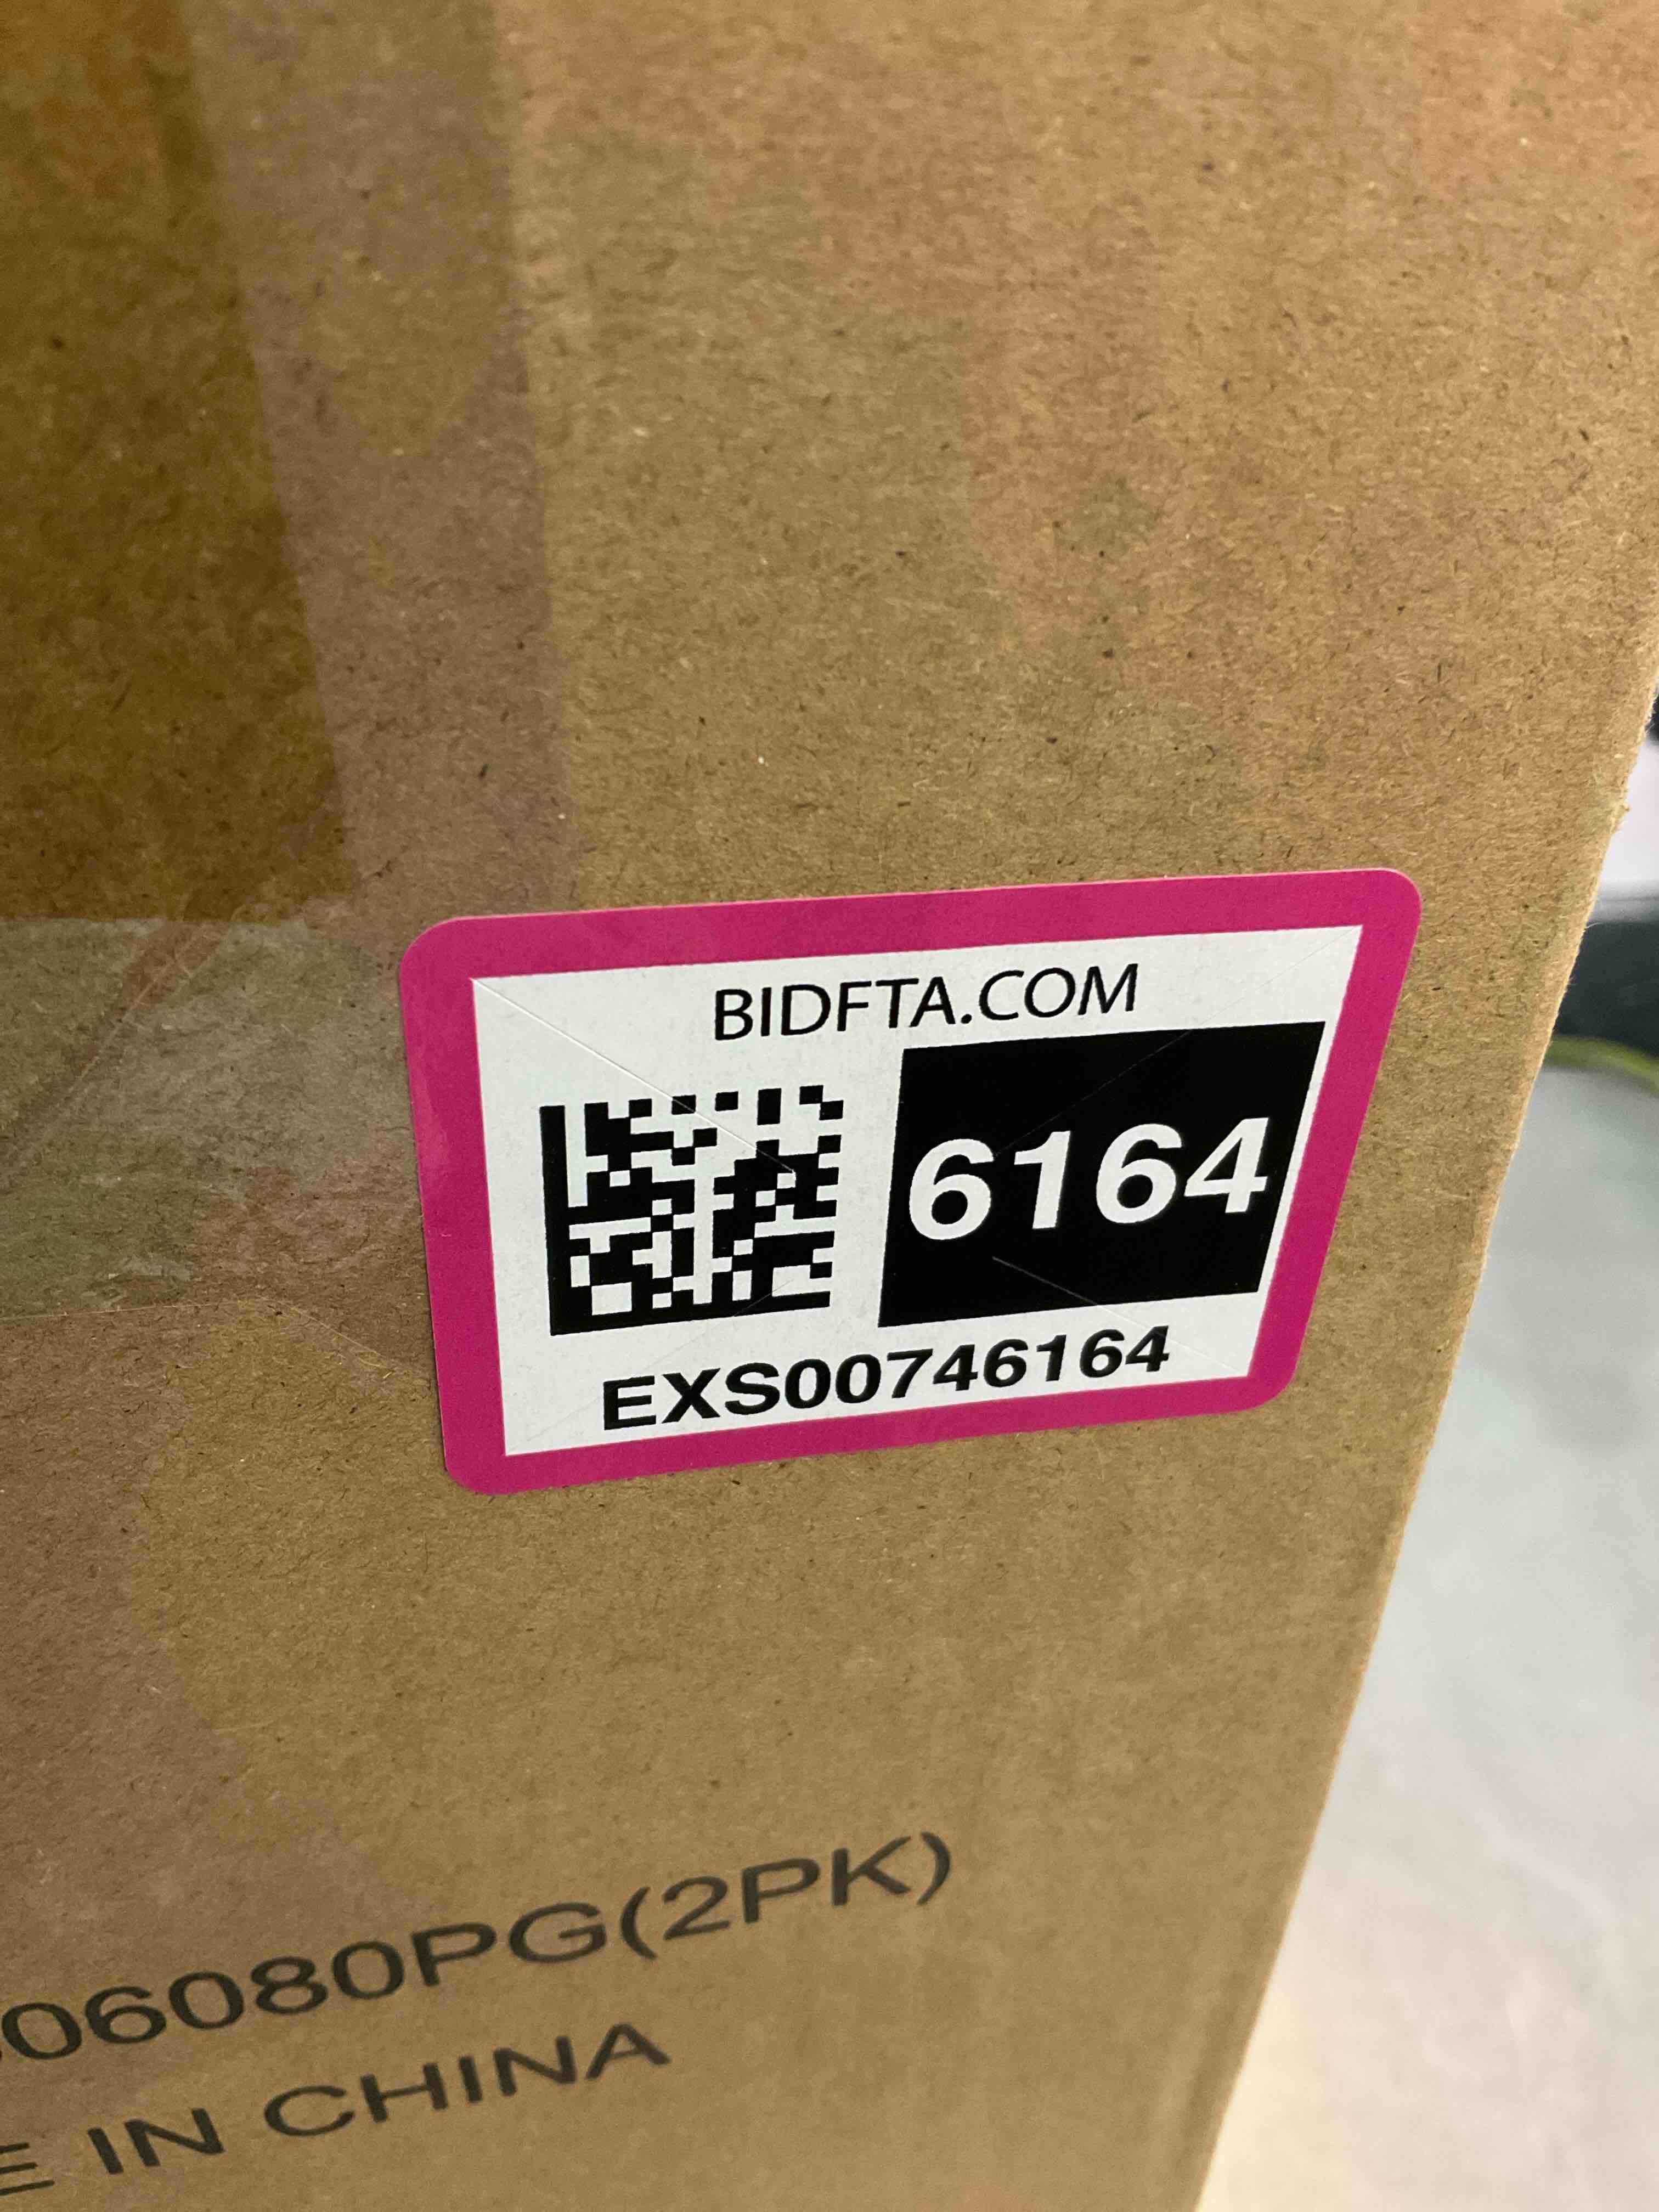 BIDFTA.COM
6164
EXS00746164
06080PG(2PK)
E IN CHINA